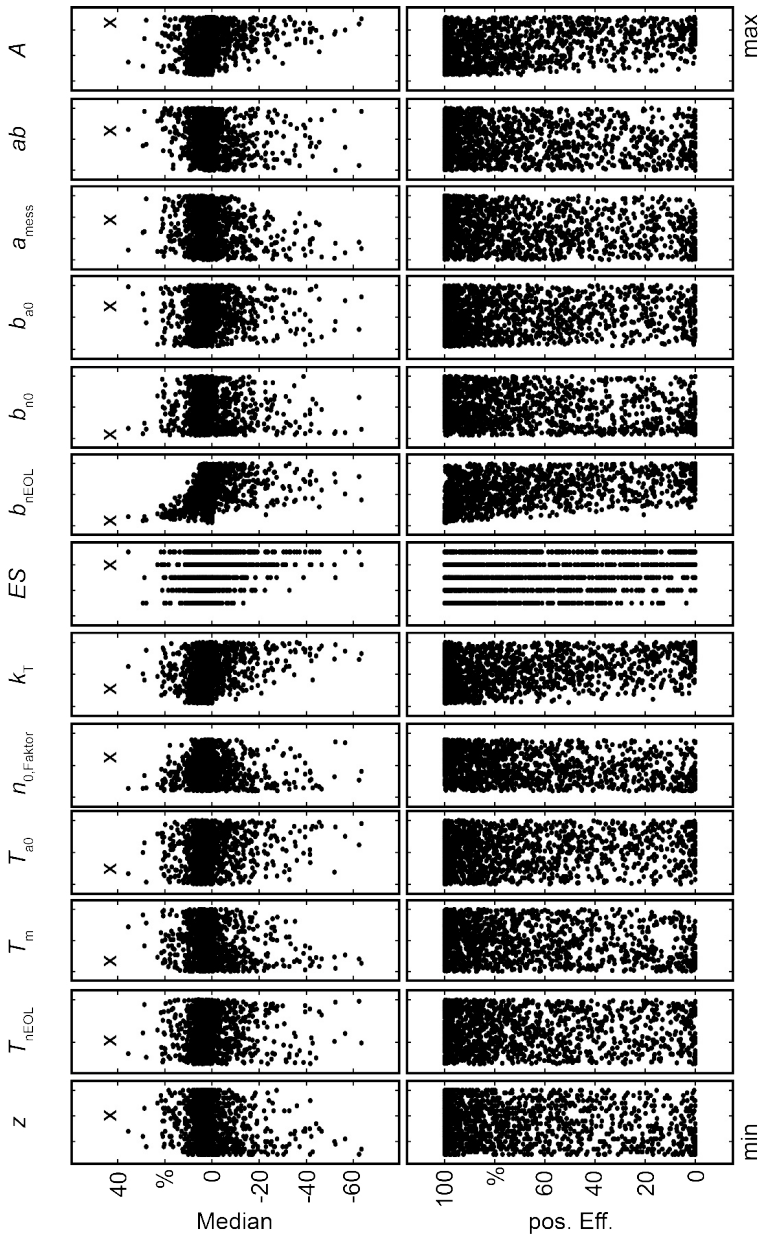 A
ab
a_mess
b_a0
b_n0
b_nEOL
ES
k_T
n_0,Faktor
T_a0
T_m
T_nEOL
z
max
min
40
%
0
-20
-40
-60
Median
100
%
60
40
20
0
pos. Eff.
X
X
X
X
X
X
X
X
X
X
X
X
X